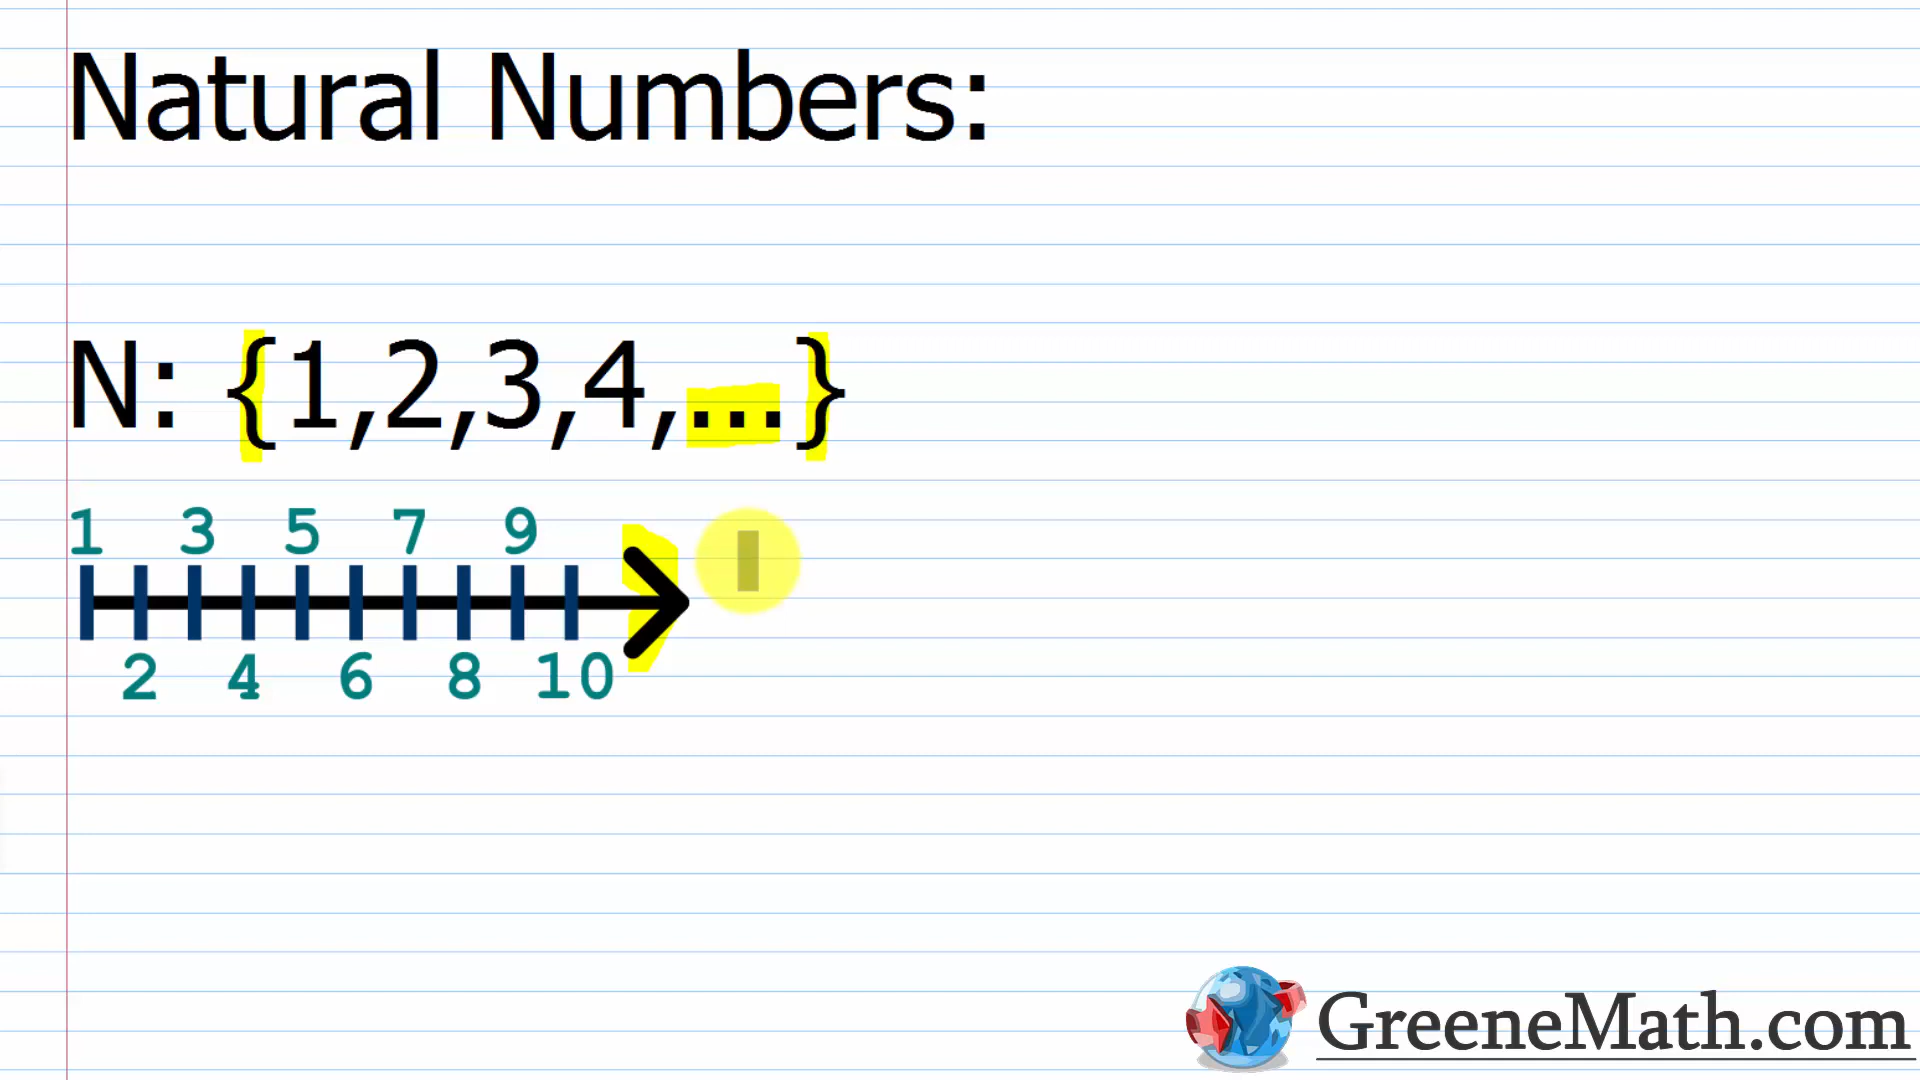 Natural Numbers:
N: {1,2,3,4,...}
1 3 5 7 9
2 4 6 8 10
GreeneMath.com